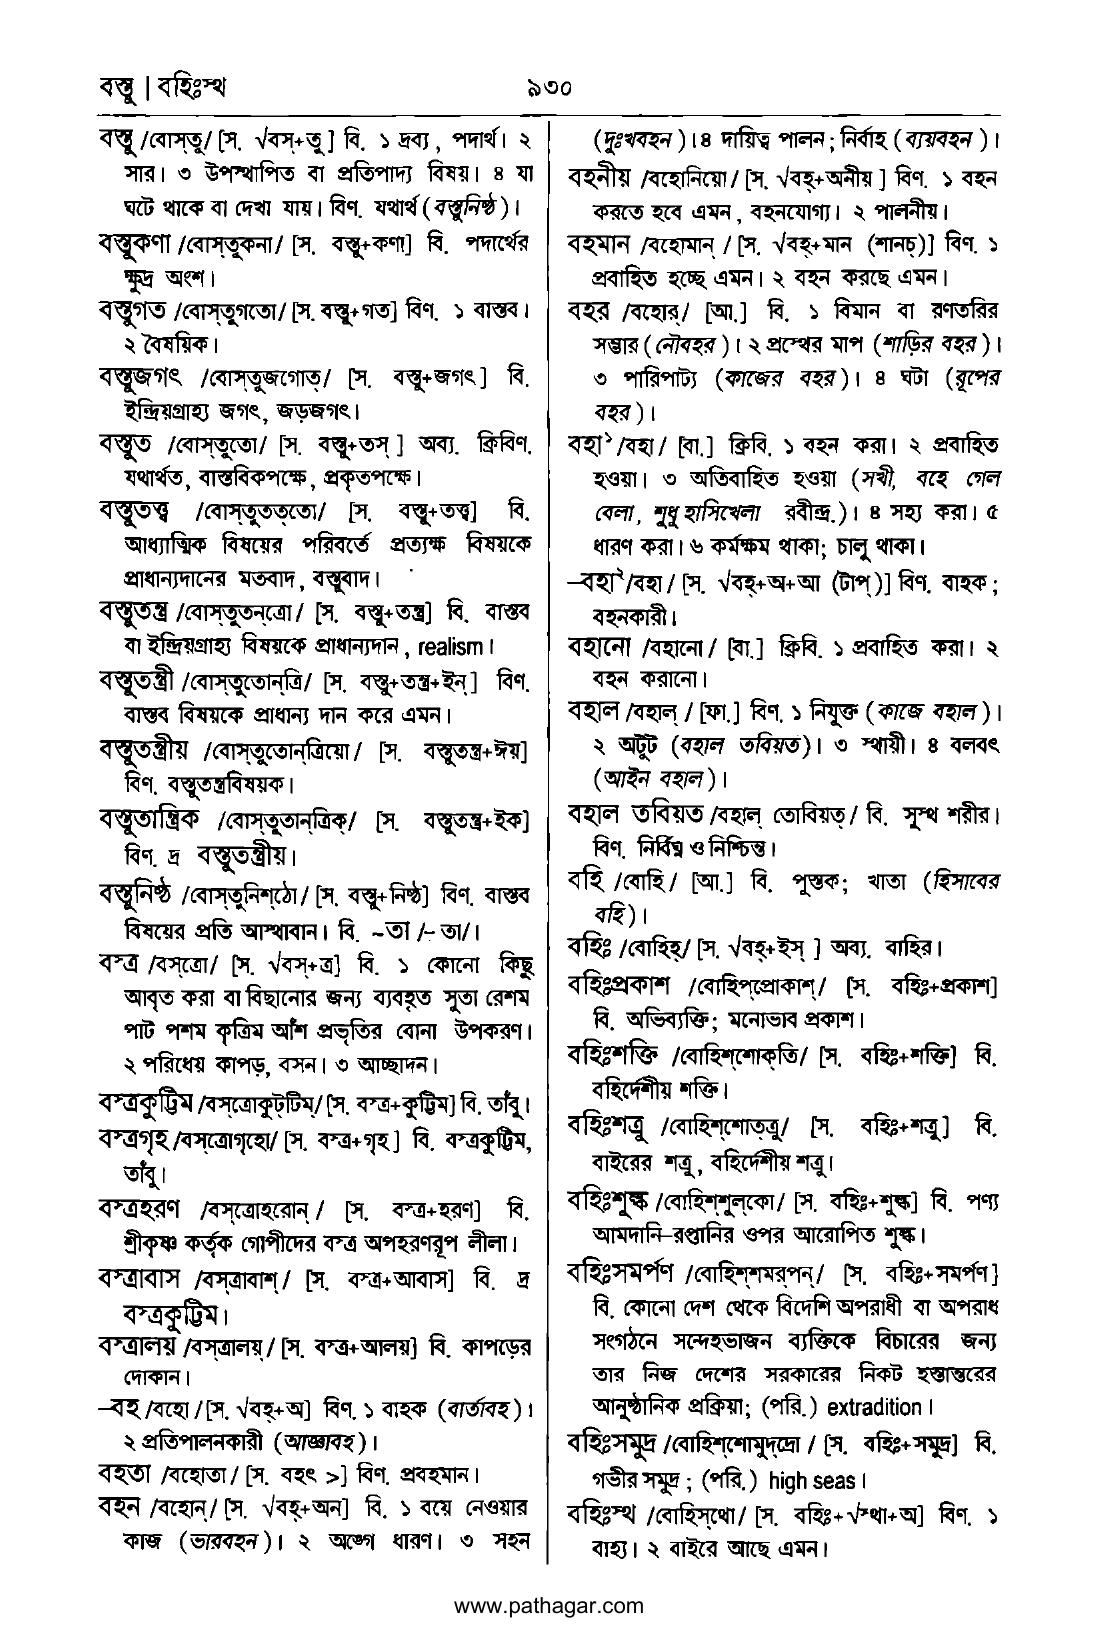 বস্তু | বহিঃস্থ
৯৩০
বস্তু /বোস্‌তু/ [স. √বস্+তু ] বি. ১ দ্রব্য, পদার্থ। ২
সার। ৩ উপস্থাপিত বা প্রতিপাদ্য বিষয়। ৪ যা
ঘটে থাকে বা দেখা যায়। বিণ. যথার্থ (বস্তুনিষ্ঠ)।
বস্তুকণা /বোস্‌তুকনা/ [স. বস্তু+কণা] বি. পদার্থের
ক্ষুদ্র অংশ।
বস্তুগত /বোস্‌তুগতো/ [স. বস্তু+গত] বিণ. ১ বাস্তব।
২ বৈষয়িক।
বস্তুজগৎ /বোস্‌তুজগোত্/ [স. বস্তু+জগৎ] বি.
ইন্দ্রিয়গ্রাহ্য জগৎ, জড়জগৎ।
বস্তুত /বোস্‌তুতো/ [স. বস্তু+তস্ ] অব্য. ক্রিবিণ.
যথার্থত, বাস্তবিকপক্ষে, প্রকৃতপক্ষে।
বস্তুতত্ত্ব /বোস্‌তুতত্‌তো/ [স. বস্তু+তত্ত্ব] বি.
আধ্যাত্মিক বিষয়ের পরিবর্তে প্রত্যক্ষ বিষয়কে
প্রাধান্যদানের মতবাদ, বস্তুবাদ।
বস্তুতন্ত্র /বোস্‌তুতন্‌ত্রো/ [স. বস্তু+তন্ত্র] বি. বাস্তব
বা ইন্দ্রিয়গ্রাহ্য বিষয়কে প্রাধান্যদান, realism।
বস্তুতন্ত্রী /বোস্‌তুতোন্‌ত্রি/ [স. বস্তু+তন্ত্র+ইন্] বিণ.
বাস্তব বিষয়কে প্রাধান্য দান করে এমন।
বস্তুতন্ত্রীয় /বোস্‌তুতোন্‌ত্রিয়ো/ [স. বস্তুতন্ত্র+ঈয়]
বিণ. বস্তুতন্ত্রবিষয়ক।
বস্তুতান্ত্রিক /বোস্‌তুতান্‌ত্রিক্/ [স. বস্তুতন্ত্র+ইক]
বিণ. দ্র বস্তুতন্ত্রীয়।
বস্তুনিষ্ঠ /বোস্‌তুনিশ্‌ঠো/ [স. বস্তু+নিষ্ঠ] বিণ. বাস্তব
বিষয়ের প্রতি আস্থাবান। বি. ~তা /–তা/।
বস্ত্র /বস্‌ত্রো/ [স. √বস্+ত্র] বি. ১ কোনো কিছু
আবৃত করা বা বিছানোর জন্য ব্যবহৃত সুতা রেশম
পাট পশম কৃত্রিম আঁশ প্রভৃতির বোনা উপকরণ।
২ পরিধেয় কাপড়, বসন। ৩ আচ্ছাদন।
বস্ত্রকুট্টিম /বস্‌ত্রোকুট্‌টিম্/ [স. বস্ত্র+কুট্টিম] বি. তাঁবু।
বস্ত্রগৃহ /বস্‌ত্রোগৃহো/ [স. বস্ত্র+গৃহ ] বি. বস্ত্রকুট্টিম,
তাঁবু।
বস্ত্রহরণ /বস্‌ত্রোহরোন্/ [স. বস্ত্র+হরণ] বি.
শ্রীকৃষ্ণ কর্তৃক গোপীদের বস্ত্র অপহরণরূপ লীলা।
বস্ত্রাবাস /বস্‌ত্রাবাশ্/ [স. বস্ত্র+আবাস] বি. দ্র
বস্ত্রকুট্টিম।
বস্ত্রালয় /বস্‌ত্রালয়্/ [স. বস্ত্র+আলয়] বি. কাপড়ের
দোকান।
–বহ /বহো/ [স. √বহ্+অ] বিণ. ১ বাহক (বার্তাবহ)।
২ প্রতিপালনকারী (আজ্ঞাবহ)।
বহতা /বহোতা/ [স. বহৎ >] বিণ. প্রবহমান।
বহন /বহোন্/ [স. √বহ্+অন] বি. ১ বয়ে নেওয়ার
কাজ (ভারবহন)। ২ অঙ্গে ধারণ। ৩ সহন
(দুঃখবহন)। ৪ দায়িত্ব পালন; নির্বাহ (ব্যয়বহন)।
বহনীয় /বহোনিয়ো/ [স. √বহ্+অনীয় ] বিণ. ১ বহন
করতে হবে এমন, বহনযোগ্য। ২ পালনীয়।
বহমান /বহোমান্/ [স. √বহ্+মান (শানচ্)] বিণ. ১
প্রবাহিত হচ্ছে এমন। ২ বহন করছে এমন।
বহর /বহোর্/ [আ.] বি. ১ বিমান বা রণতরির
সম্ভার (নৌবহর)। ২ প্রস্থের মাপ (শাড়ির বহর)।
৩ পারিপাট্য (কাজের বহর)। ৪ ঘটা (রূপের
বহর)।
বহা১ /বহা/ [বা.] ক্রিবি. ১ বহন করা। ২ প্রবাহিত
হওয়া। ৩ অতিবাহিত হওয়া (সখী, বহে গেল
বেলা, শুধু হাসিখেলা রবীন্দ্র.)। ৪ সহ্য করা। ৫
ধারণ করা। ৬ কর্মক্ষম থাকা; চালু থাকা।
–বহা২ /বহা/ [স. √বহ্+অ+আ (টাপ্)] বিণ. বাহক;
বহনকারী।
বহানো /বহানো/ [বা.] ক্রিবি. ১ প্রবাহিত করা। ২
বহন করানো।
বহাল /বহাল্/ [ফা.] বিণ. ১ নিযুক্ত (কাজে বহাল)।
২ অটুট (বহাল তবিয়ত)। ৩ স্থায়ী। ৪ বলবৎ
(আইন বহাল)।
বহাল তবিয়ত /বহাল্ তোবিয়ত্/ বি. সুস্থ শরীর।
বিণ. নির্বিঘ্ন ও নিশ্চিন্ত।
বহি /বোহি/ [আ.] বি. পুস্তক; খাতা (হিসাবের
বহি)।
বহিঃ /বোহিহ্/ [স. √বহ্+ইস্ ] অব্য. বাহির।
বহিঃপ্রকাশ /বোহিপ্‌প্রোকাশ্/ [স. বহিঃ+প্রকাশ]
বি. অভিব্যক্তি; মনোভাব প্রকাশ।
বহিঃশক্তি /বোহিশ্‌শোক্‌তি/ [স. বহিঃ+শক্তি] বি.
বহির্দেশীয় শক্তি।
বহিঃশত্রু /বোহিশ্‌শোত্‌ত্রু/ [স. বহিঃ+শত্রু] বি.
বাইরের শত্রু, বহির্দেশীয় শত্রু।
বহিঃশুল্ক /বোহিশ্‌শুল্‌কো/ [স. বহিঃ+শুল্ক] বি. পণ্য
আমদানি–রপ্তানির ওপর আরোপিত শুল্ক।
বহিঃসমর্পণ /বোহিশ্‌শমর্‌পন্/ [স. বহিঃ+সমর্পণ]
বি. কোনো দেশ থেকে বিদেশি অপরাধী বা অপরাধ
সংগঠনে সন্দেহভাজন ব্যক্তিকে বিচারের জন্য
তার নিজ দেশের সরকারের নিকট হস্তান্তরের
আনুষ্ঠানিক প্রক্রিয়া; (পরি.) extradition।
বহিঃসমুদ্র /বোহিশ্‌শোমুদ্‌দ্রো/ [স. বহিঃ+সমুদ্র] বি.
গভীর সমুদ্র; (পরি.) high seas।
বহিঃস্থ /বোহিস্‌থো/ [স. বহিঃ+√স্থা+অ] বিণ. ১
বাহ্য। ২ বাইরে আছে এমন।
www.pathagar.com